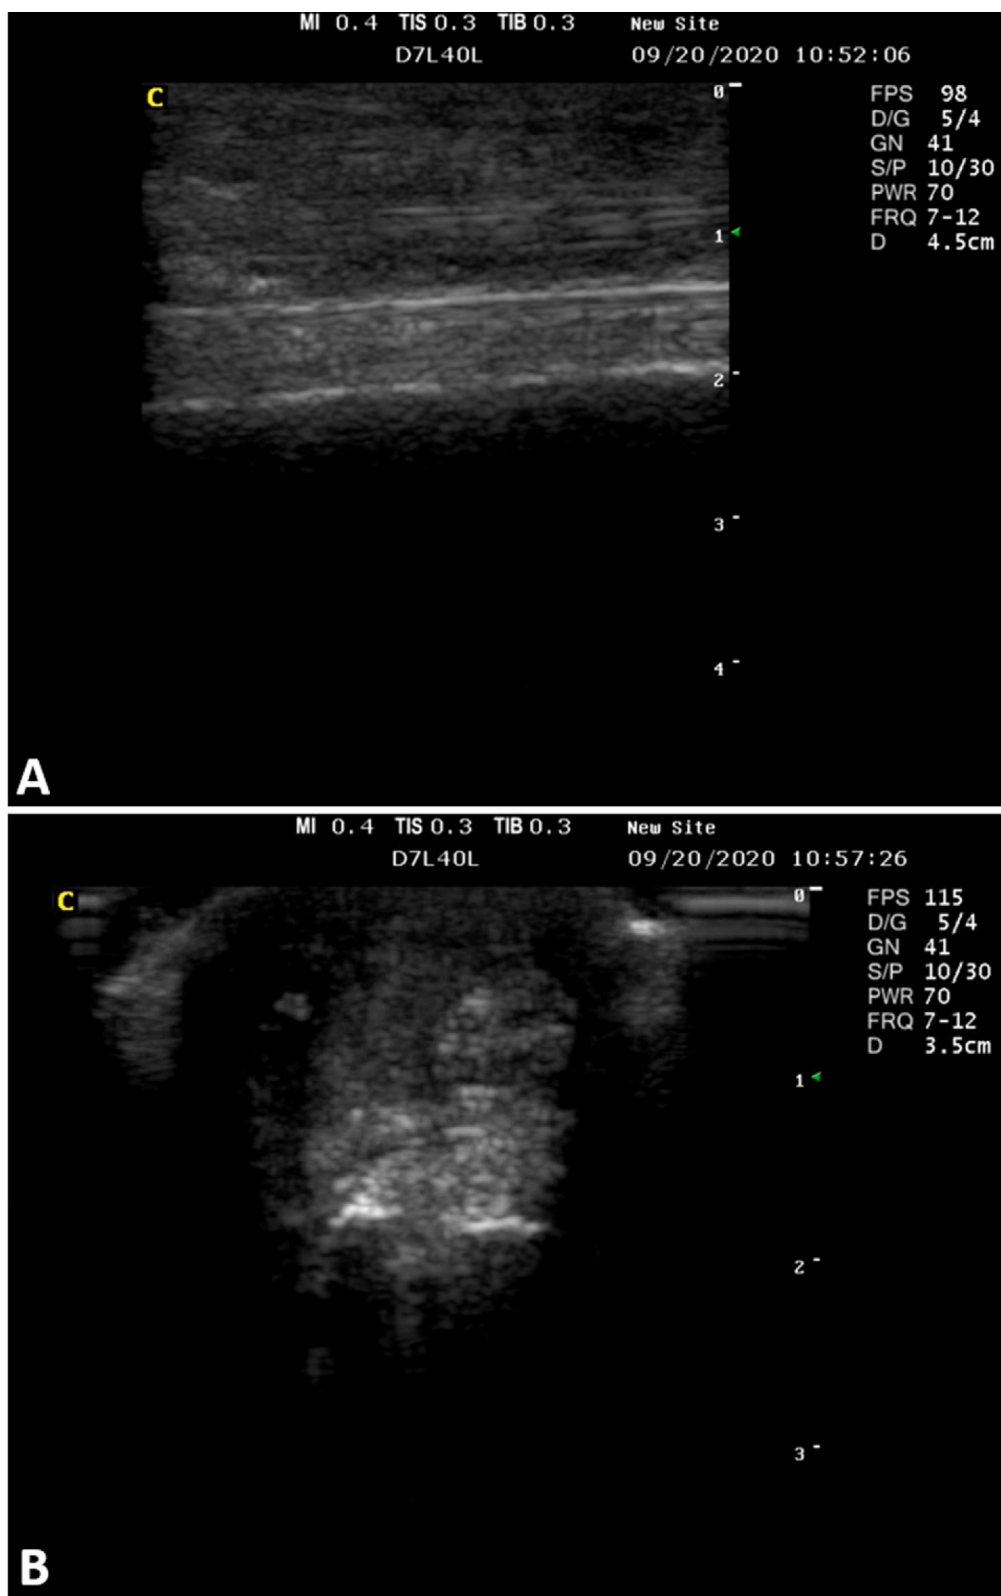 MI 0.4 TIS 0.3 TIB 0.3 New Site
D7L40L 09/20/2020 10:52:06
C
0
FPS 98
D/G 5/4
GN 41
S/P 10/30
PWR 70
FRQ 7-12
D 4.5cm
1
2
3
4
A
MI 0.4 TIS 0.3 TIB 0.3 New Site
D7L40L 09/20/2020 10:57:26
C
0
FPS 115
D/G 5/4
GN 41
S/P 10/30
PWR 70
FRQ 7-12
D 3.5cm
1
2
3
B